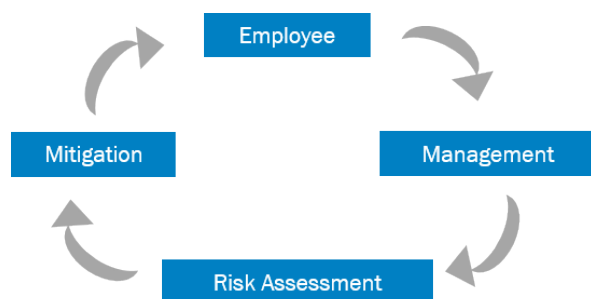 Employee
Management
Risk Assessment
Mitigation